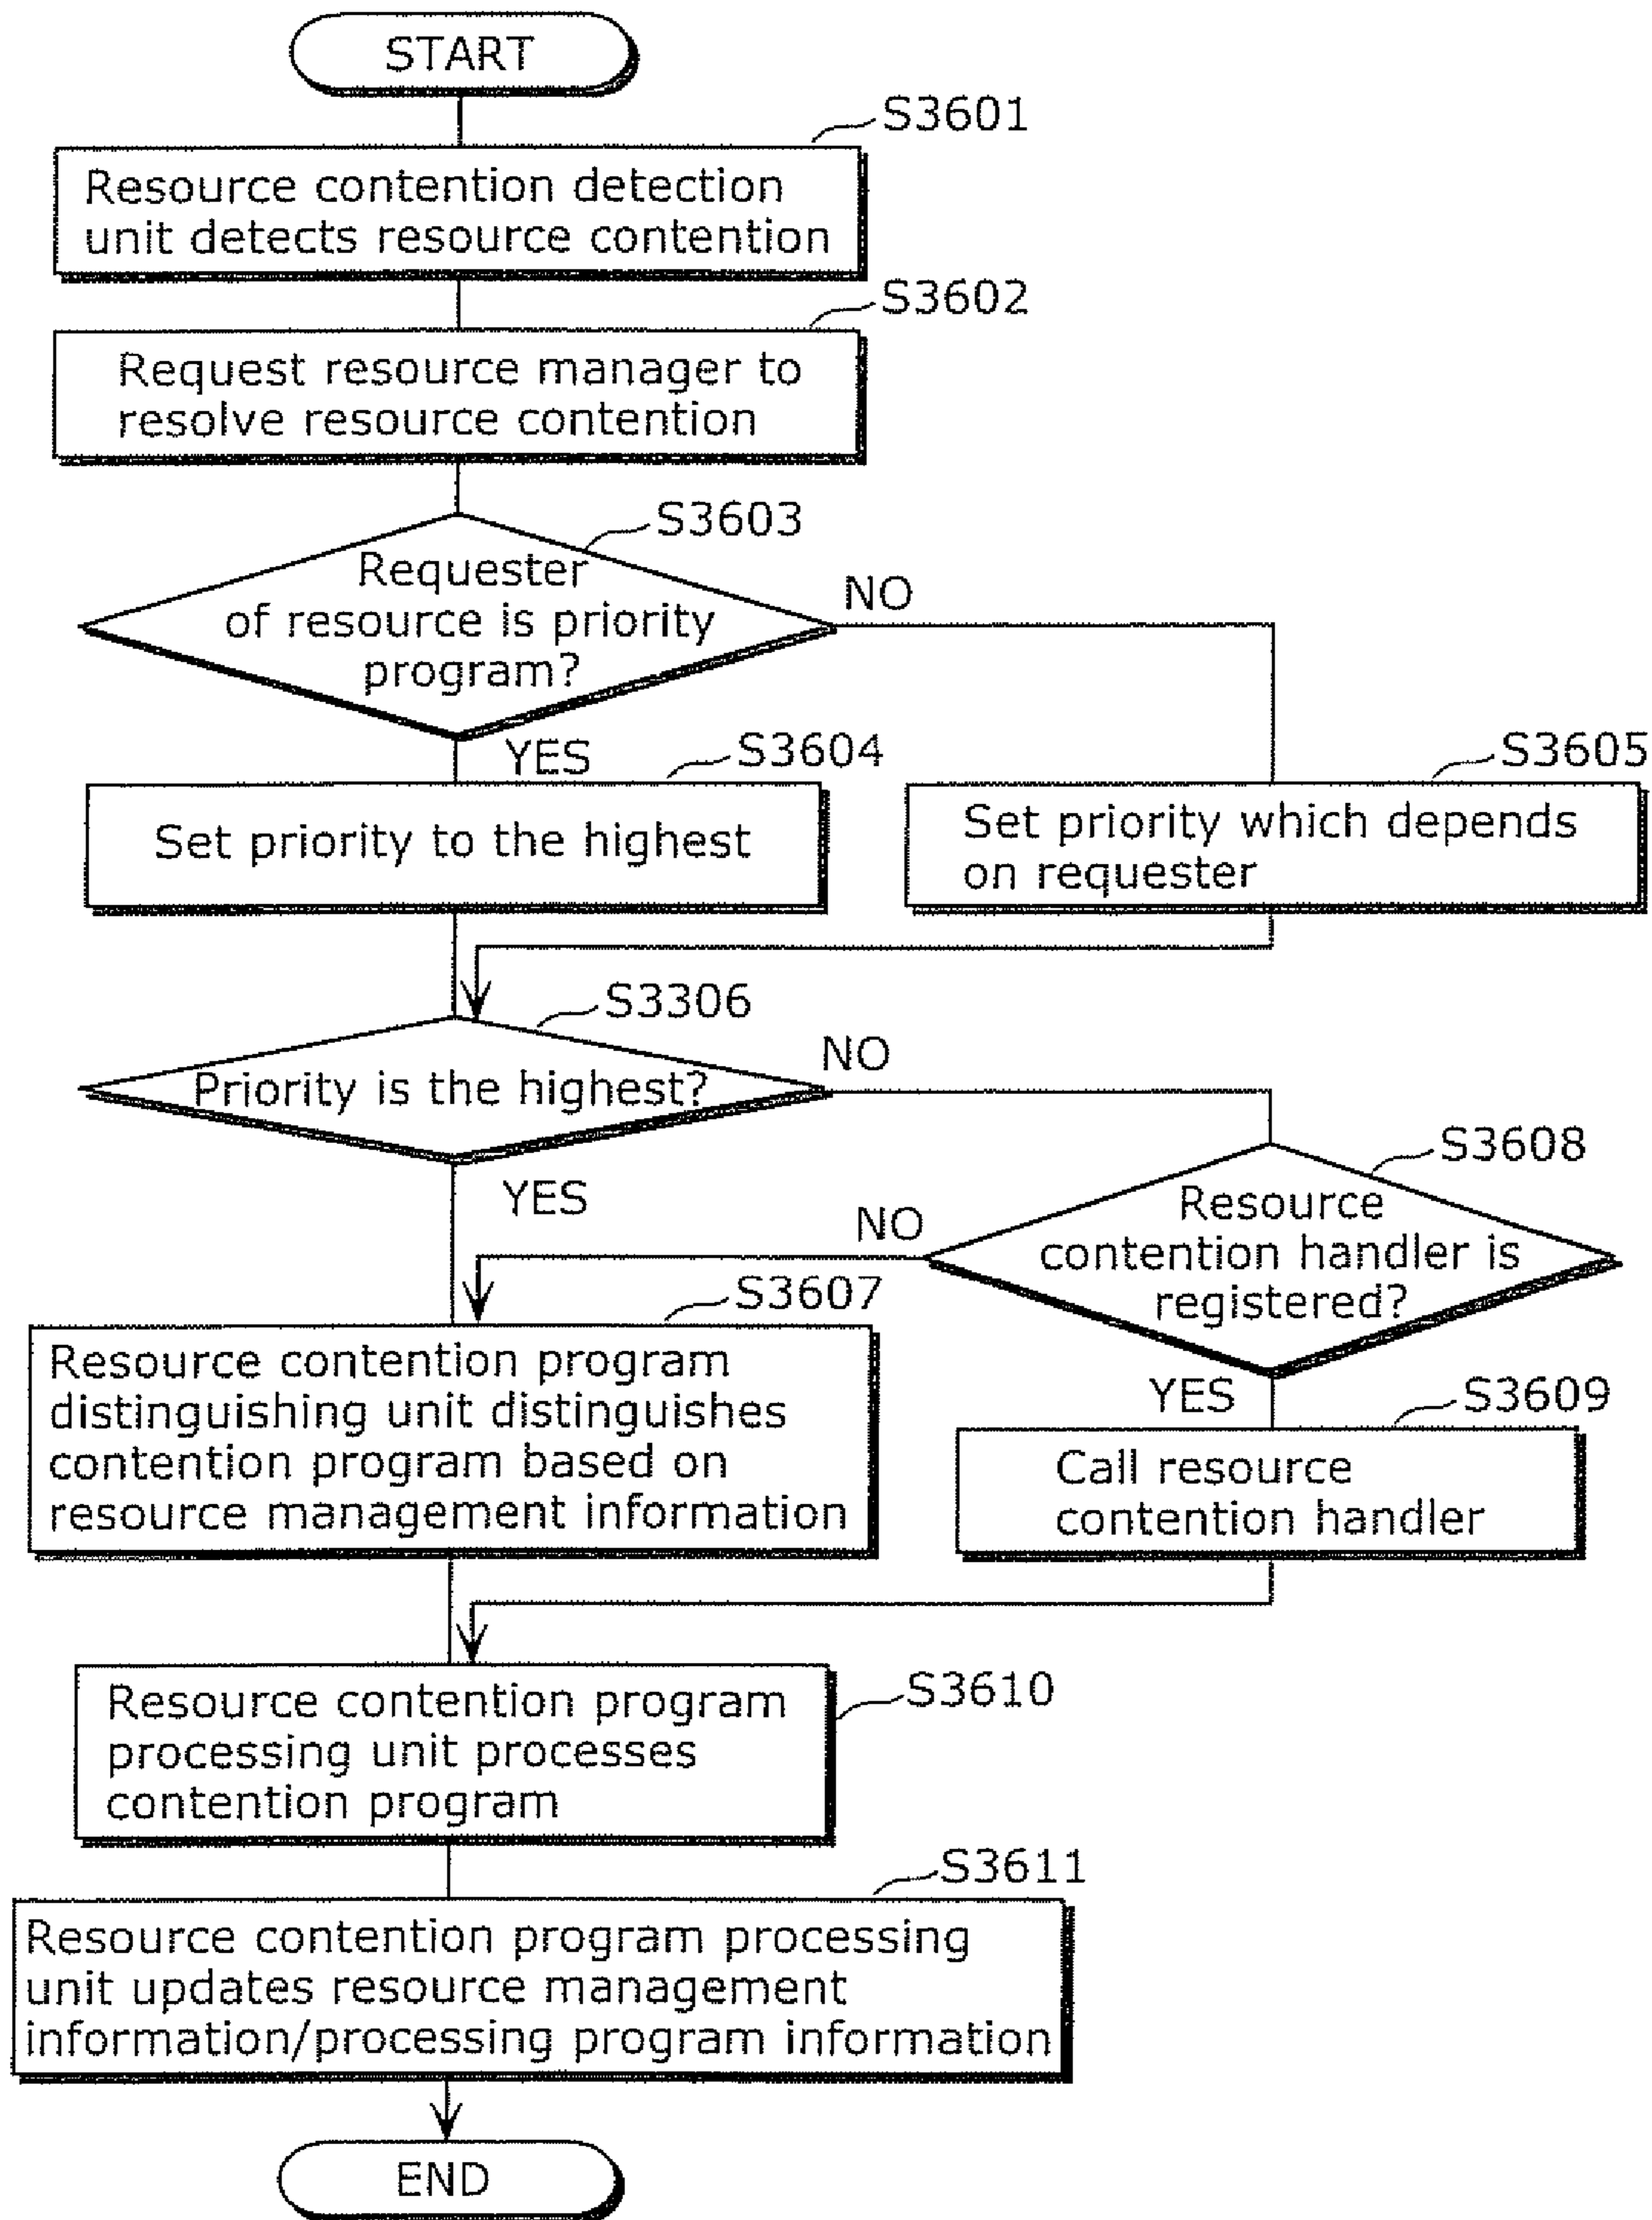 START
S3601
Resource contention detection
unit detects resource contention
S3602
Request resource manager to
resolve resource contention
S3603
Requester
of resource is priority
program?
NO
YES
S3604
Set priority to the highest
S3605
Set priority which depends
on requester
S3306
Priority is the highest?
NO
YES
S3608
Resource
contention handler is
registered?
NO
YES
S3607
Resource contention program
distinguishing unit distinguishes
contention program based on
resource management information
S3609
Call resource
contention handler
S3610
Resource contention program
processing unit processes
contention program
S3611
Resource contention program processing
unit updates resource management
information/processing program information
END